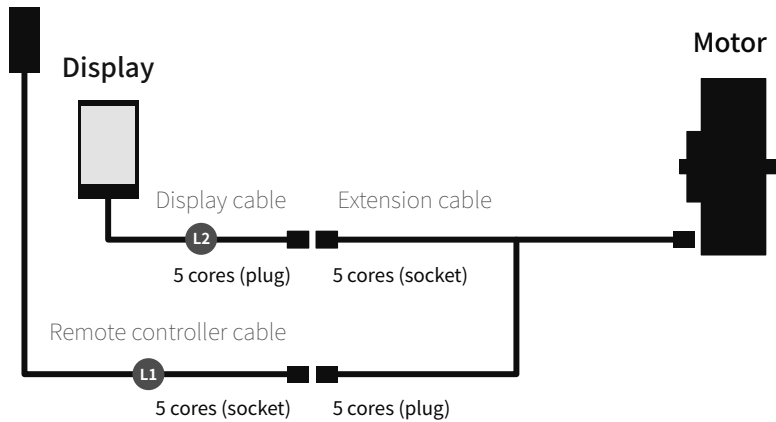 Motor
Display
Display cable
Extension cable
L2
5 cores (plug)
5 cores (socket)
Remote controller cable
L1
5 cores (socket)
5 cores (plug)